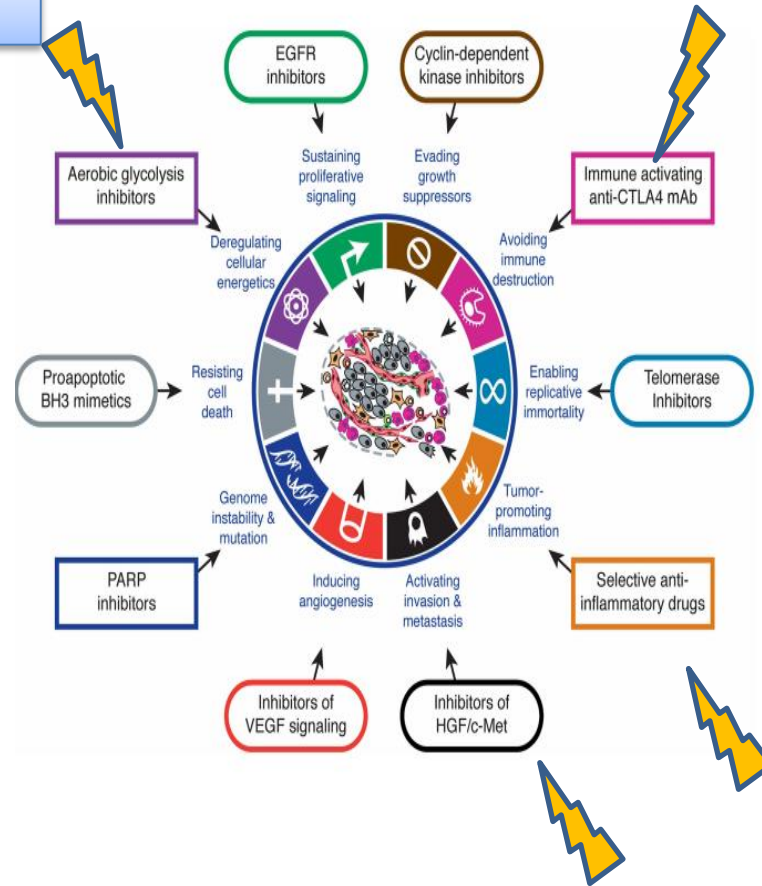 EGFR
inhibitors
Cyclin-dependent
kinase inhibitors
Sustaining
proliferative
signaling
Evading
growth
suppressors
Aerobic glycolysis
inhibitors
Immune activating
anti-CTLA4 mAb
Deregulating
cellular
energetics
Avoiding
immune
destruction
Proapoptotic
BH3 mimetics
Resisting
cell
death
Enabling
replicative
immortality
Telomerase
Inhibitors
Genome
instability &
mutation
Tumor-
promoting
inflammation
PARP
inhibitors
Inducing
angiogenesis
Activating
invasion &
metastasis
Selective anti-
inflammatory drugs
Inhibitors of
VEGF signaling
Inhibitors of
HGF/c-Met